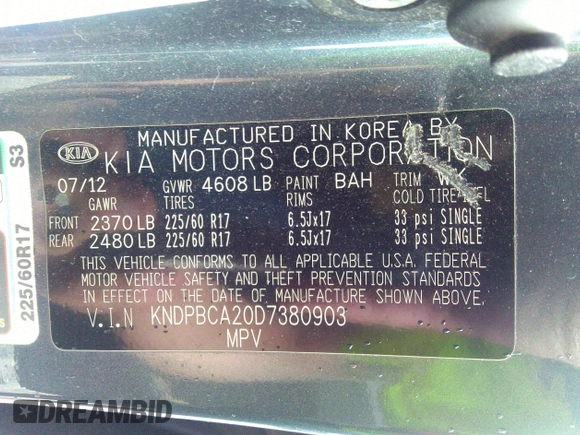 MANUFACTURED IN KOREA BY
KIA KIA MOTORS CORPORATION
07/12 GVWR 4608 LB PAINT BAH TRIM
GAWR TIRES RIMS COLD TIRE
FRONT 2370 LB 225/60 R17 6.5Jx17 33 psi SINGLE
REAR 2480 LB 225/60 R17 6.5Jx17 33 psi SINGLE
THIS VEHICLE CONFORMS TO ALL APPLICABLE U.S.A. FEDERAL
MOTOR VEHICLE SAFETY AND THEFT PREVENTION STANDARDS
IN EFFECT ON THE DATE OF MANUFACTURE SHOWN ABOVE.
V.I.N KNDPBCA20D7380903
MPV
225/60R17 S3
DREAMBID